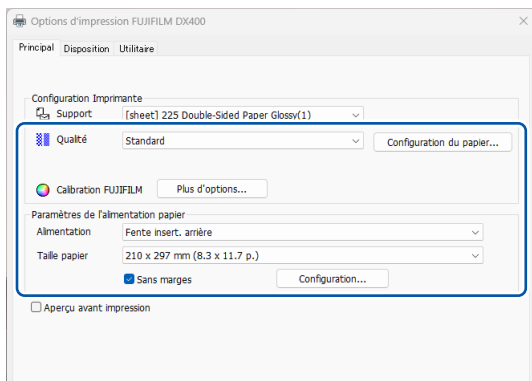 Options d'impression FUJIFILM DX400
Principal Disposition Utilitaire
Configuration Imprimante
Support [sheet] 225 Double-Sided Paper Glossy(1)
Qualité Standard Configuration du papier...
Calibration FUJIFILM Plus d'options...
Paramètres de l'alimentation papier
Alimentation Fente insert. arrière
Taille papier 210 x 297 mm (8.3 x 11.7 p.)
Sans marges Configuration...
Aperçu avant impression